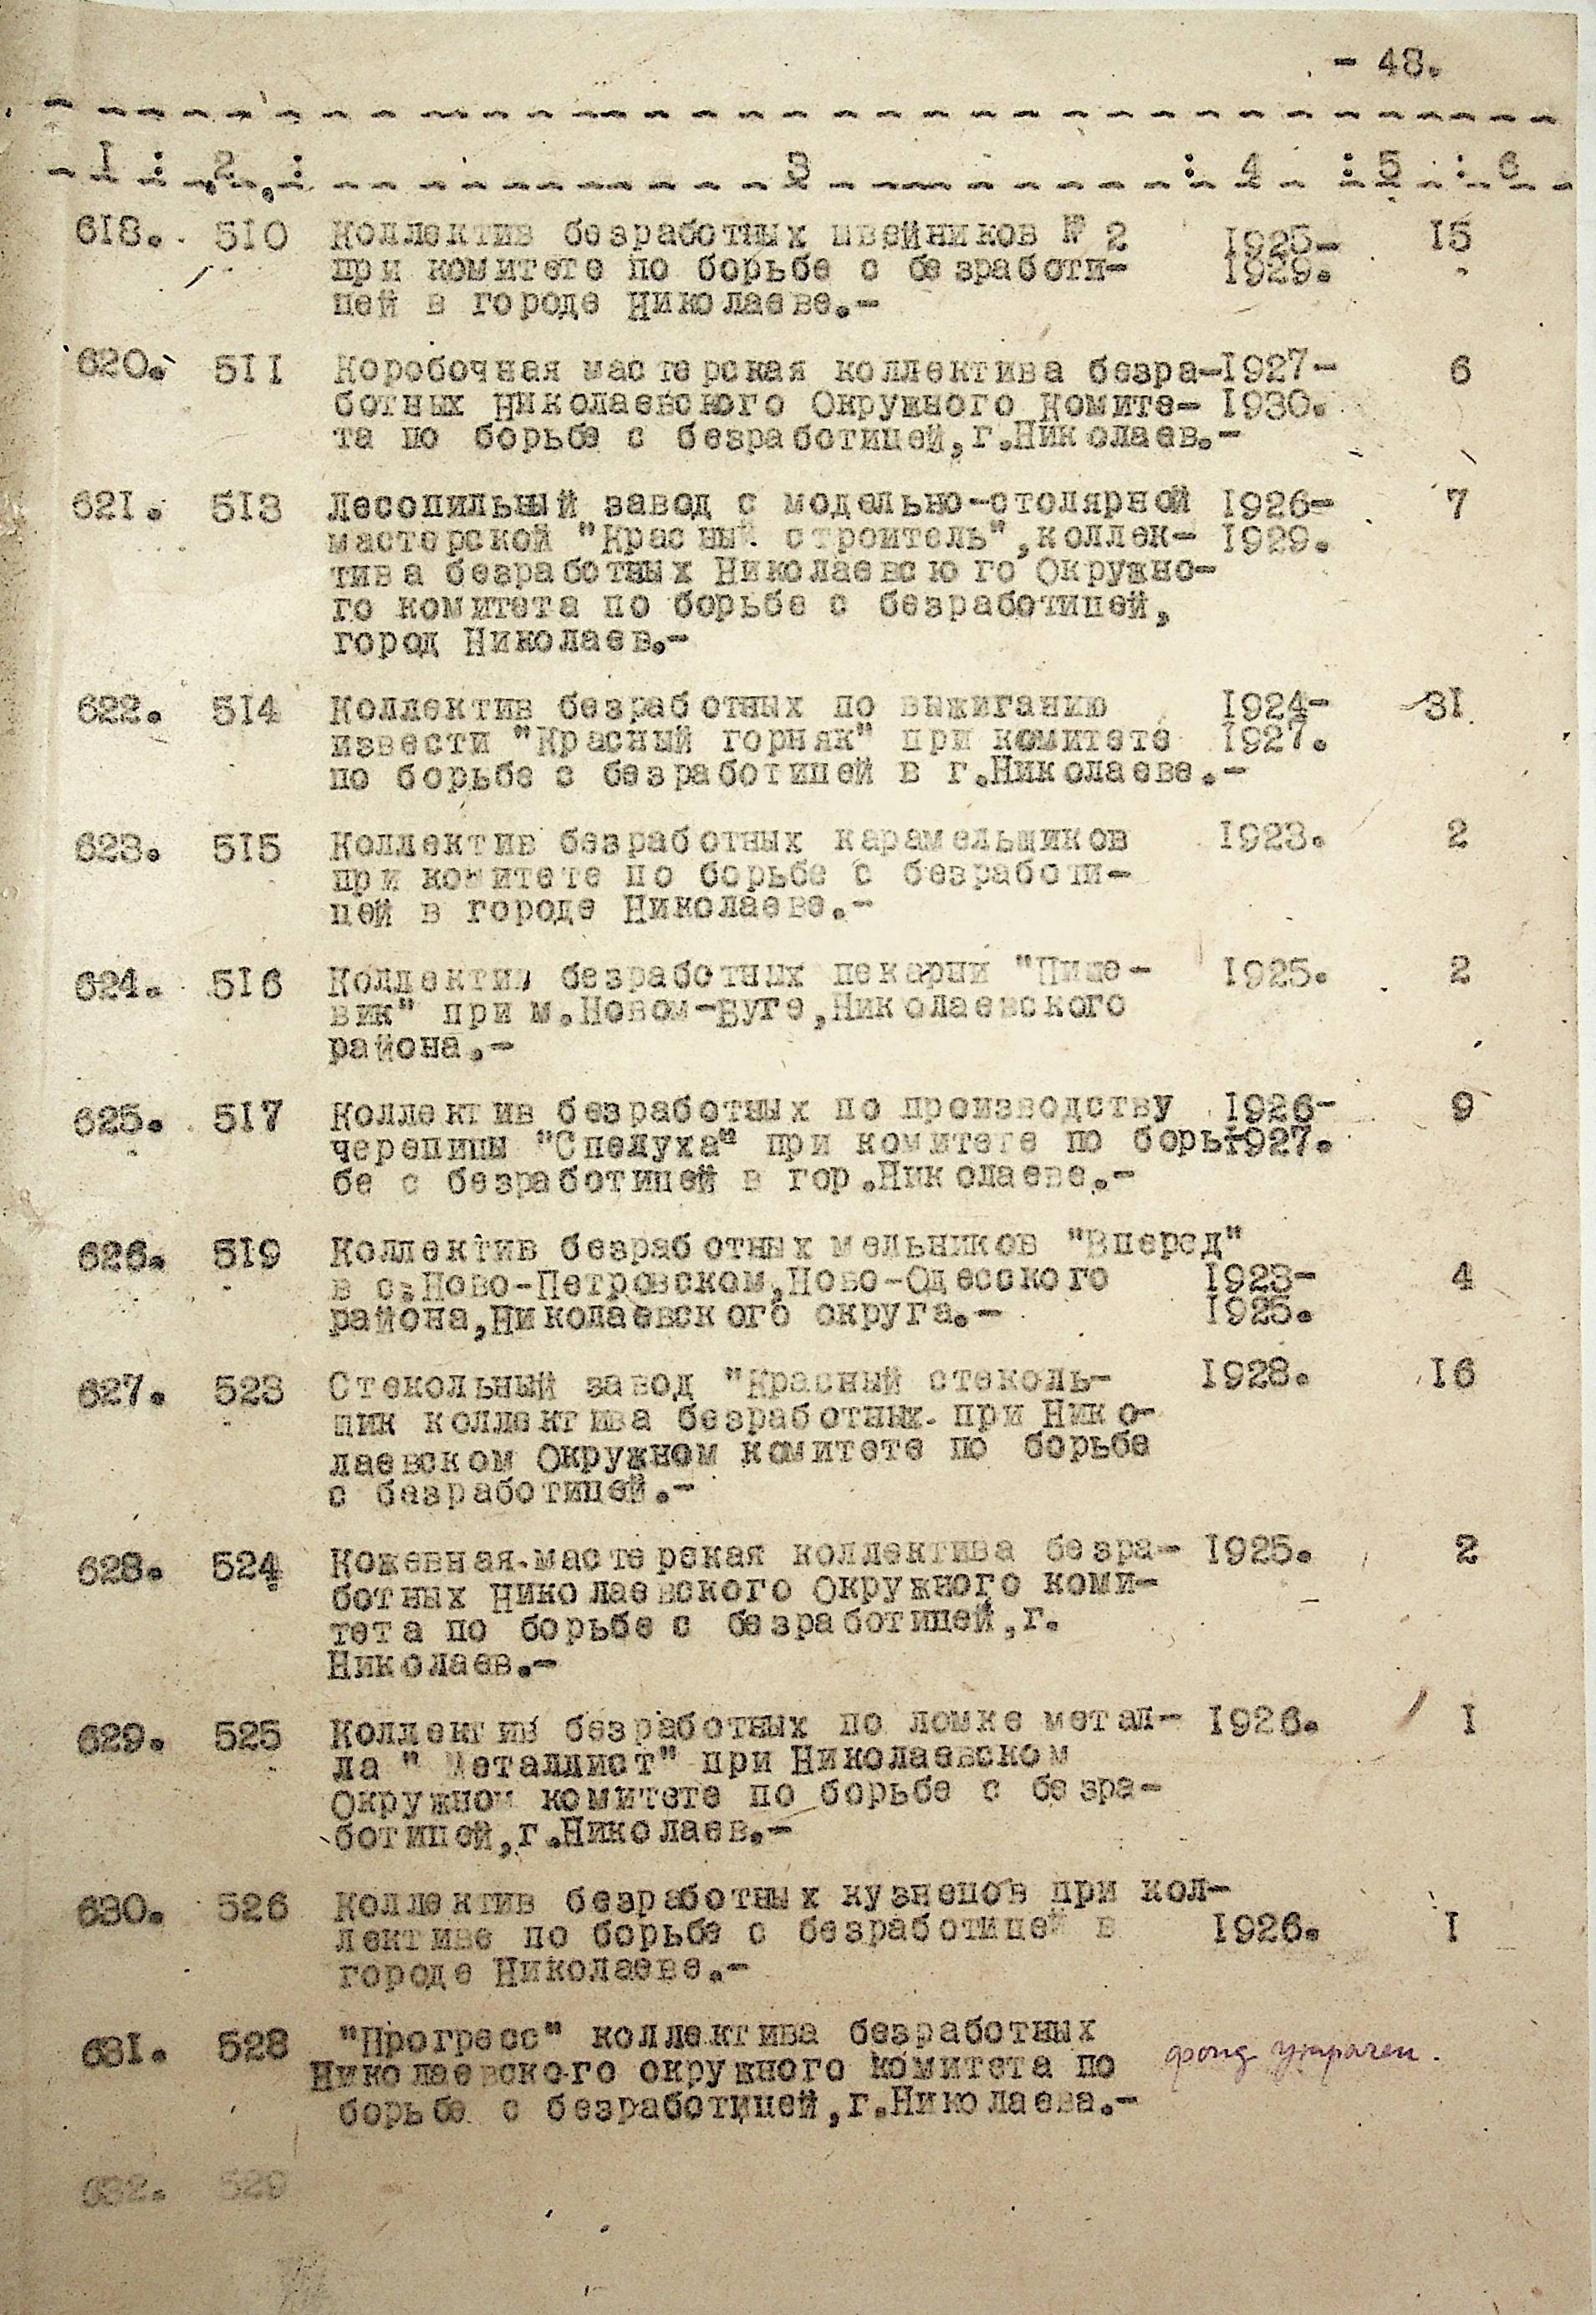 - 48.
1 : 2 : 3 : 4 : 5 : 6
618. 510 Коллектив безработных швейников № 2 1925- 15
при комитете по борьбе с безработи- 1929.
цей в городе Николаеве.-
620. 511 Коробочная мастерская коллектива безра-1927- 6
ботных Николаевского Окружного Комите- 1930.
та по борьбе с безработицей,г.Николаев.-
621. 513 Лесопильный завод с модельно-столярной 1926- 7
мастерской "Красный строитель",коллек- 1929.
тива безработных Николаевского Окружно-
го комитета по борьбе с безработицей,
город Николаев.-
622. 514 Коллектив безработных по выжиганию 1924- 31
извести "Красный горняк" при комитете 1927.
по борьбе с безработицей в г.Николаеве.-
623. 515 Коллектив безработных карамельщиков 1923. 2
при комитете по борьбе с безработи-
цей в городе Николаеве.-
624. 516 Коллектив безработных пекарни "Пище- 1925. 2
вик" при м.Новом-Буге,Николаевского
района.-
625. 517 Коллектив безработных по производству 1926- 9
черепицы "Спецуха" при комитете по борь-1927.
бе с безработицей в гор.Николаеве.-
626. 519 Коллектив безработных мельников "Вперед"
в с.Ново-Петровском,Ново-Одесского 1923- 4
района,Николаевского округа.- 1925.
627. 523 Стекольный завод "Красный стеколь- 1928. 16
щик коллектива безработных при Нико-
лаевском Окружном комитете по борьбе
с безработицей.-
628. 524 Кожевная мастерская коллектива безра- 1925. 2
ботных Николаевского Окружного коми-
тета по борьбе с безработицей,г.
Николаев.-
629. 525 Коллектив безработных по ломке метал- 1926. 1
ла "Металлист" при Николаевском
Окружном комитете по борьбе с безра-
ботицей,г.Николаев.-
630. 526 Коллектив безработных кузнецов при кол-
лективе по борьбе с безработицей в 1926. 1
городе Николаеве.-
631. 528 "Прогресс" коллектива безработных
Николаевского окружного комитета по фонд утрачен.
борьбе с безработицей,г.Николаева.-
632. 529